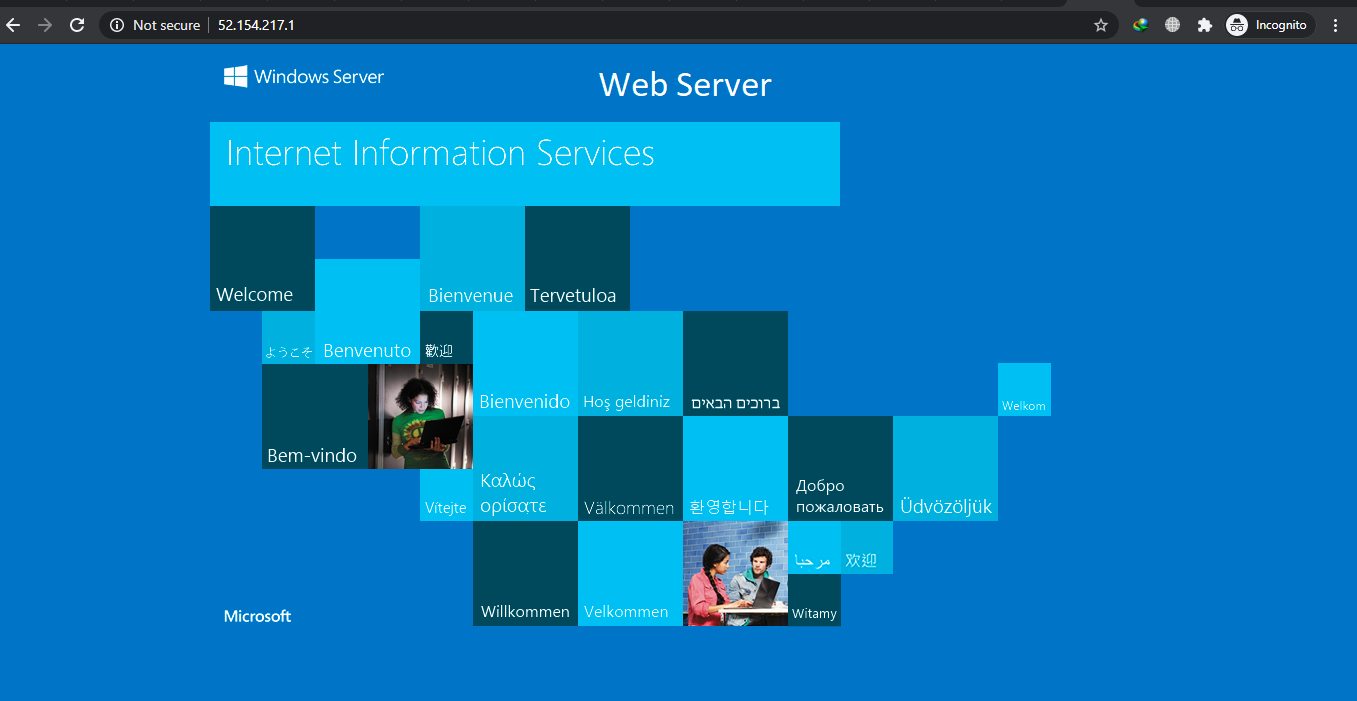 Not secure
52.154.217.1
Incognito
Windows Server
Web Server
Internet Information Services
Welcome
Bienvenue
Tervetuloa
ようこそ
Benvenuto
歡迎
Bienvenido
Hoş geldiniz
ברוכים הבאים
Welkom
Bem-vindo
Vítejte
Καλώς
ορίσατε
Välkommen
환영합니다
Добро
пожаловать
Üdvözöljük
مرحبا
欢迎
Willkommen
Velkommen
Witamy
Microsoft